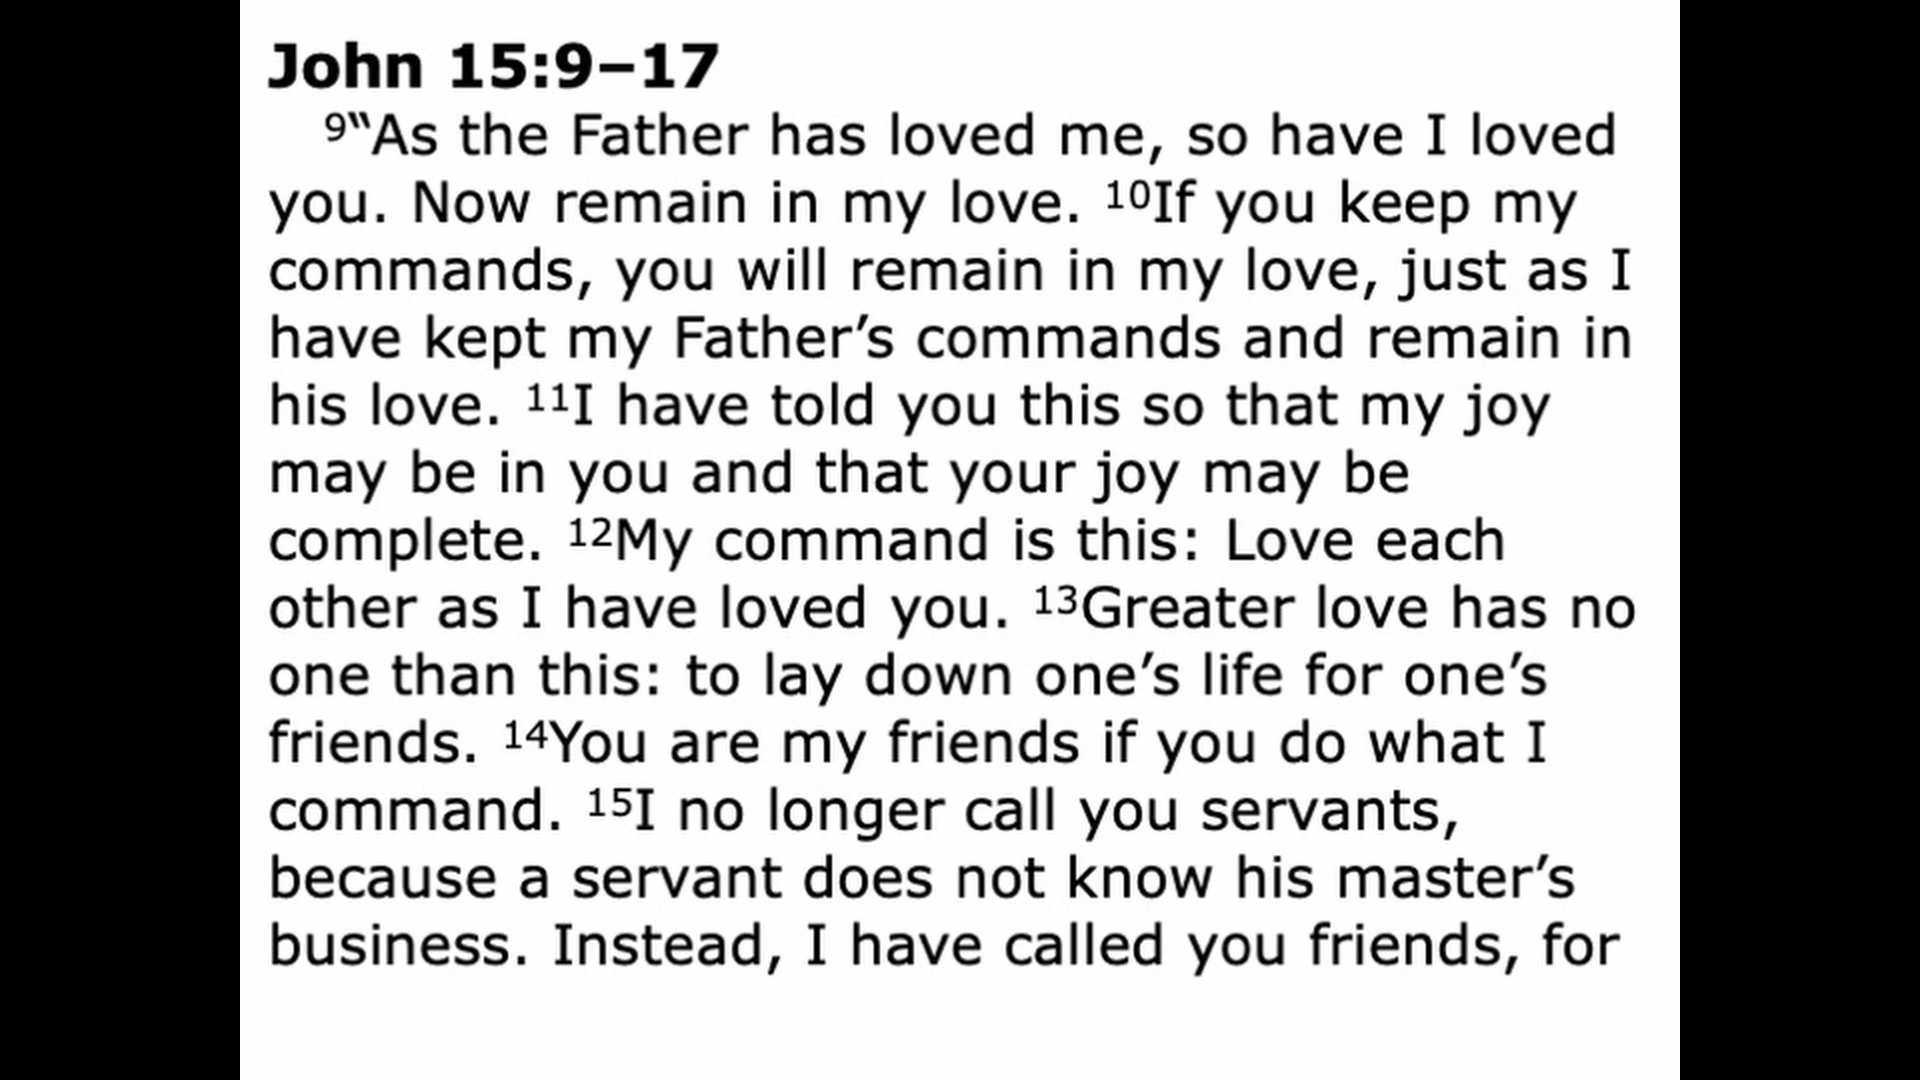 John 15:9–17
9“As the Father has loved me, so have I loved
you. Now remain in my love. 10If you keep my
commands, you will remain in my love, just as I
have kept my Father’s commands and remain in
his love. 11I have told you this so that my joy
may be in you and that your joy may be
complete. 12My command is this: Love each
other as I have loved you. 13Greater love has no
one than this: to lay down one’s life for one’s
friends. 14You are my friends if you do what I
command. 15I no longer call you servants,
because a servant does not know his master’s
business. Instead, I have called you friends, for